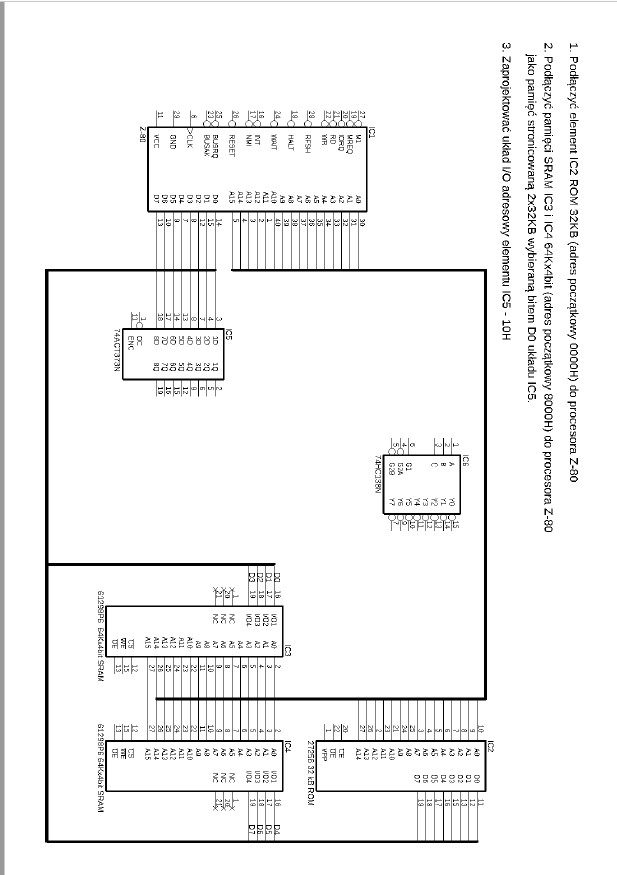 1. Podłączyć element IC2 ROM 32KB (adres początkowy 0000H) do procesora Z-80
2. Podłączyć pamięci SRAM IC3 i IC4 64Kx4bit (adres początkowy 8000H) do procesora Z-80
jako pamięć stronicowaną 2x32KB wybieraną bitem D0 układu IC5.
3. Zaprojektować układ I/O adresowy elementu IC5 - 10H
IC2
10 A0 D0 11
9 A1 D1 12
8 A2 D2 13
7 A3 D3 15
6 A4 D4 16
5 A5 D5 17
4 A6 D6 18
3 A7 D7 19
25 A8
24 A9
21 A10
23 A11
2 A12
26 A13
27 A14
20 CE
22 OE
1 VPP
27256 32 kB ROM
IC6
1 A Y0 15
2 B Y1 14
3 C Y2 13
Y3 12
Y4 11
6 G1 Y5 10
4 G2A Y6 9
5 G2B Y7 7
74HC138N
IC1
27 M1 A0 30
19 MREQ A1 31
20 IORQ A2 32
21 RD A3 33
22 WR A4 34
A5 35
28 RFSH A6 36
A7 37
18 HALT A8 38
A9 39
24 WAIT A10 40
A11 1
16 INT A12 2
17 NMI A13 3
A14 4
26 RESET A15 5
25 BUSRQ D0 14
23 BUSAK D1 15
D2 12
6 CLK D3 8
D4 7
29 GND D5 9
D6 10
11 VCC D7 13
Z-80
IC5
3 1D 1Q 2
4 2D 2Q 5
7 3D 3Q 6
8 4D 4Q 9
13 5D 5Q 12
14 6D 6Q 15
17 7D 7Q 16
18 8D 8Q 19
1 OC
11 ENC
74ACT373N
IC3
D0 16 I/O1 A0 2
D1 17 I/O2 A1 3
D2 18 I/O3 A2 4
D3 19 I/O4 A3 5
A4 6
1 NC A5 7
20 NC A6 8
21 NC A7 9
A8 10
A9 11
A10 22
A11 23
A12 24
A13 25
A14 26
A15 27
CS 12
WE 15
OE 13
61298P6 64Kx4bit SRAM
IC4
2 A0 I/O1 16 D4
3 A1 I/O2 17 D5
4 A2 I/O3 18 D6
5 A3 I/O4 19 D7
6 A4
7 A5 NC 1
8 A6 NC 20
9 A7 NC 21
10 A8
11 A9
22 A10
23 A11
24 A12
25 A13
26 A14
27 A15
12 CS
15 WE
13 OE
61298P6 64Kx4bit SRAM